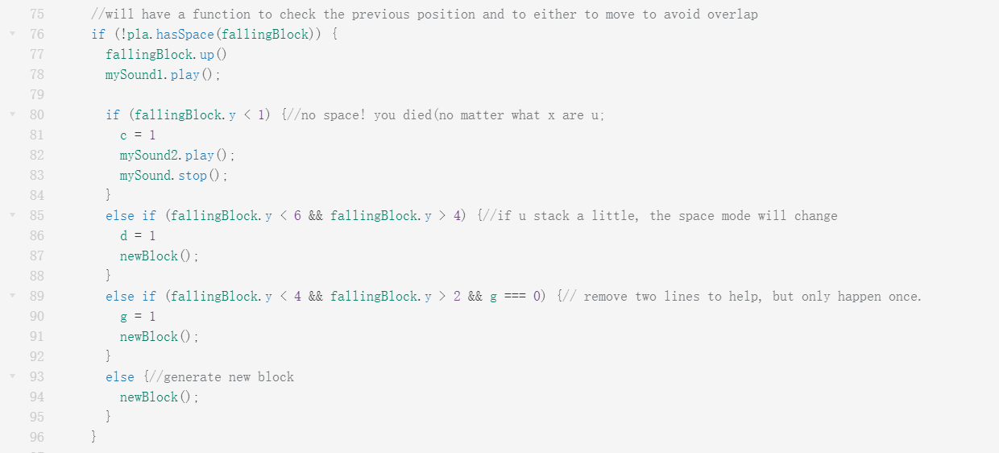 75 //will have a function to check the previous position and to either to move to avoid overlap
76 if (!pla.hasSpace(fallingBlock)) {
77 fallingBlock.up()
78 mySound1.play();
79
80 if (fallingBlock.y < 1) {//no space! you died(no matter what x are u;
81 c = 1
82 mySound2.play();
83 mySound.stop();
84 }
85 else if (fallingBlock.y < 6 && fallingBlock.y > 4) {//if u stack a little, the space mode will change
86 d = 1
87 newBlock();
88 }
89 else if (fallingBlock.y < 4 && fallingBlock.y > 2 && g === 0) {// remove two lines to help, but only happen once.
90 g = 1
91 newBlock();
92 }
93 else {//generate new block
94 newBlock();
95 }
96 }